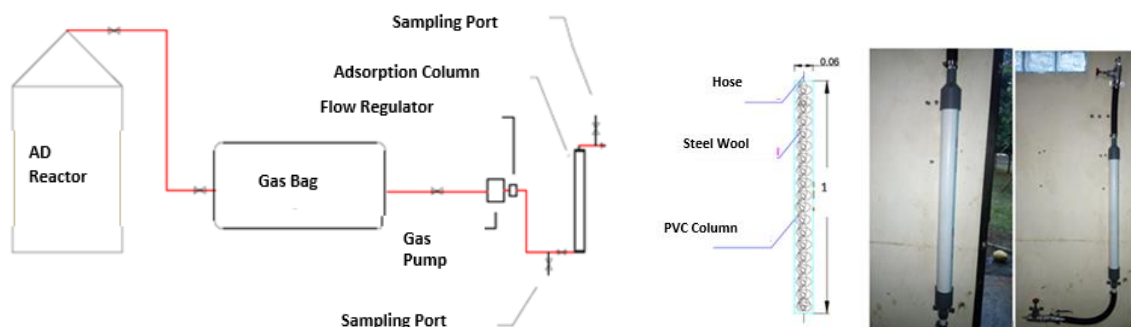 Sampling Port
Adsorption Column
Flow Regulator
AD
Reactor
Gas Bag
Gas
Pump
Sampling Port
0.06
Hose
Steel Wool
1
PVC Column